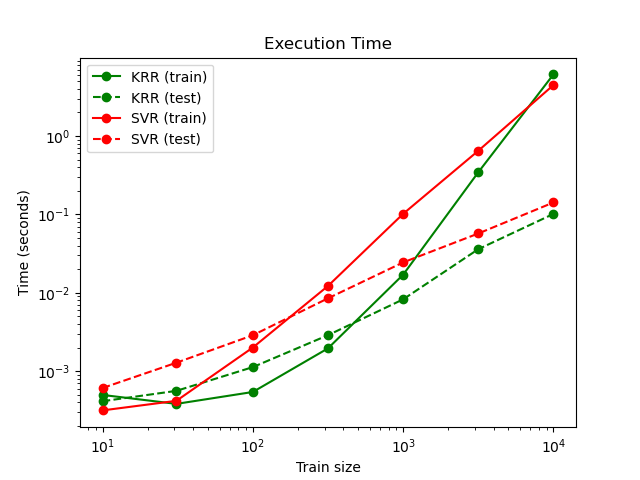 Execution Time
KRR (train)
KRR (test)
SVR (train)
SVR (test)
Time (seconds)
10⁰
10⁻¹
10⁻²
10⁻³
10¹
10²
10³
10⁴
Train size